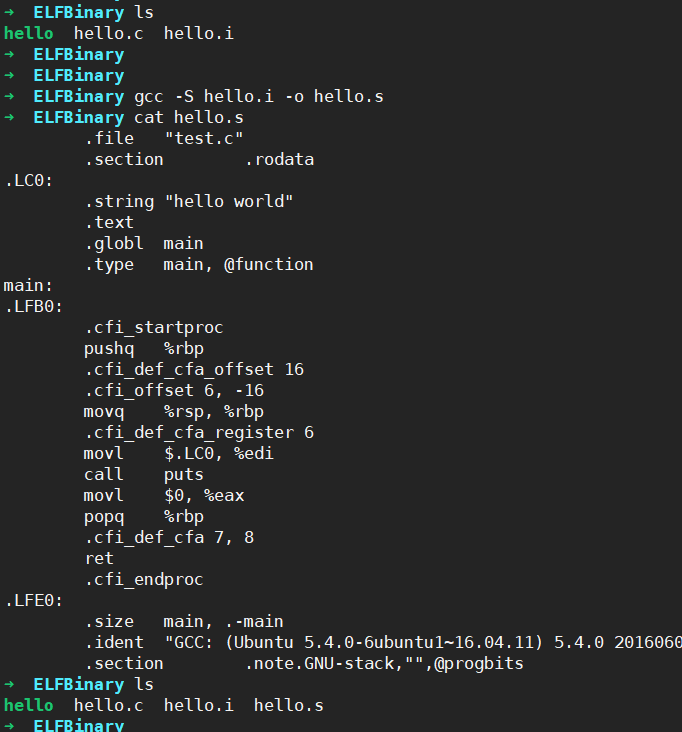 ➜  ELFBinary ls
hello  hello.c  hello.i
➜  ELFBinary
➜  ELFBinary
➜  ELFBinary gcc -S hello.i -o hello.s
➜  ELFBinary cat hello.s
        .file   "test.c"
        .section        .rodata
.LC0:
        .string "hello world"
        .text
        .globl  main
        .type   main, @function
main:
.LFB0:
        .cfi_startproc
        pushq   %rbp
        .cfi_def_cfa_offset 16
        .cfi_offset 6, -16
        movq    %rsp, %rbp
        .cfi_def_cfa_register 6
        movl    $.LC0, %edi
        call    puts
        movl    $0, %eax
        popq    %rbp
        .cfi_def_cfa 7, 8
        ret
        .cfi_endproc
.LFE0:
        .size   main, .-main
        .ident  "GCC: (Ubuntu 5.4.0-6ubuntu1~16.04.11) 5.4.0 2016060
        .section        .note.GNU-stack,"",@progbits
➜  ELFBinary ls
hello  hello.c  hello.i  hello.s
➜  ELFBinary